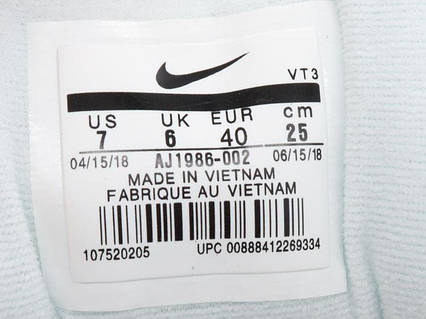 VT3
US UK EUR cm
7 6 40 25
04/15/18 AJ1986-002 06/15/18
MADE IN VIETNAM
FABRIQUE AU VIETNAM
107520205 UPC 00888412269334